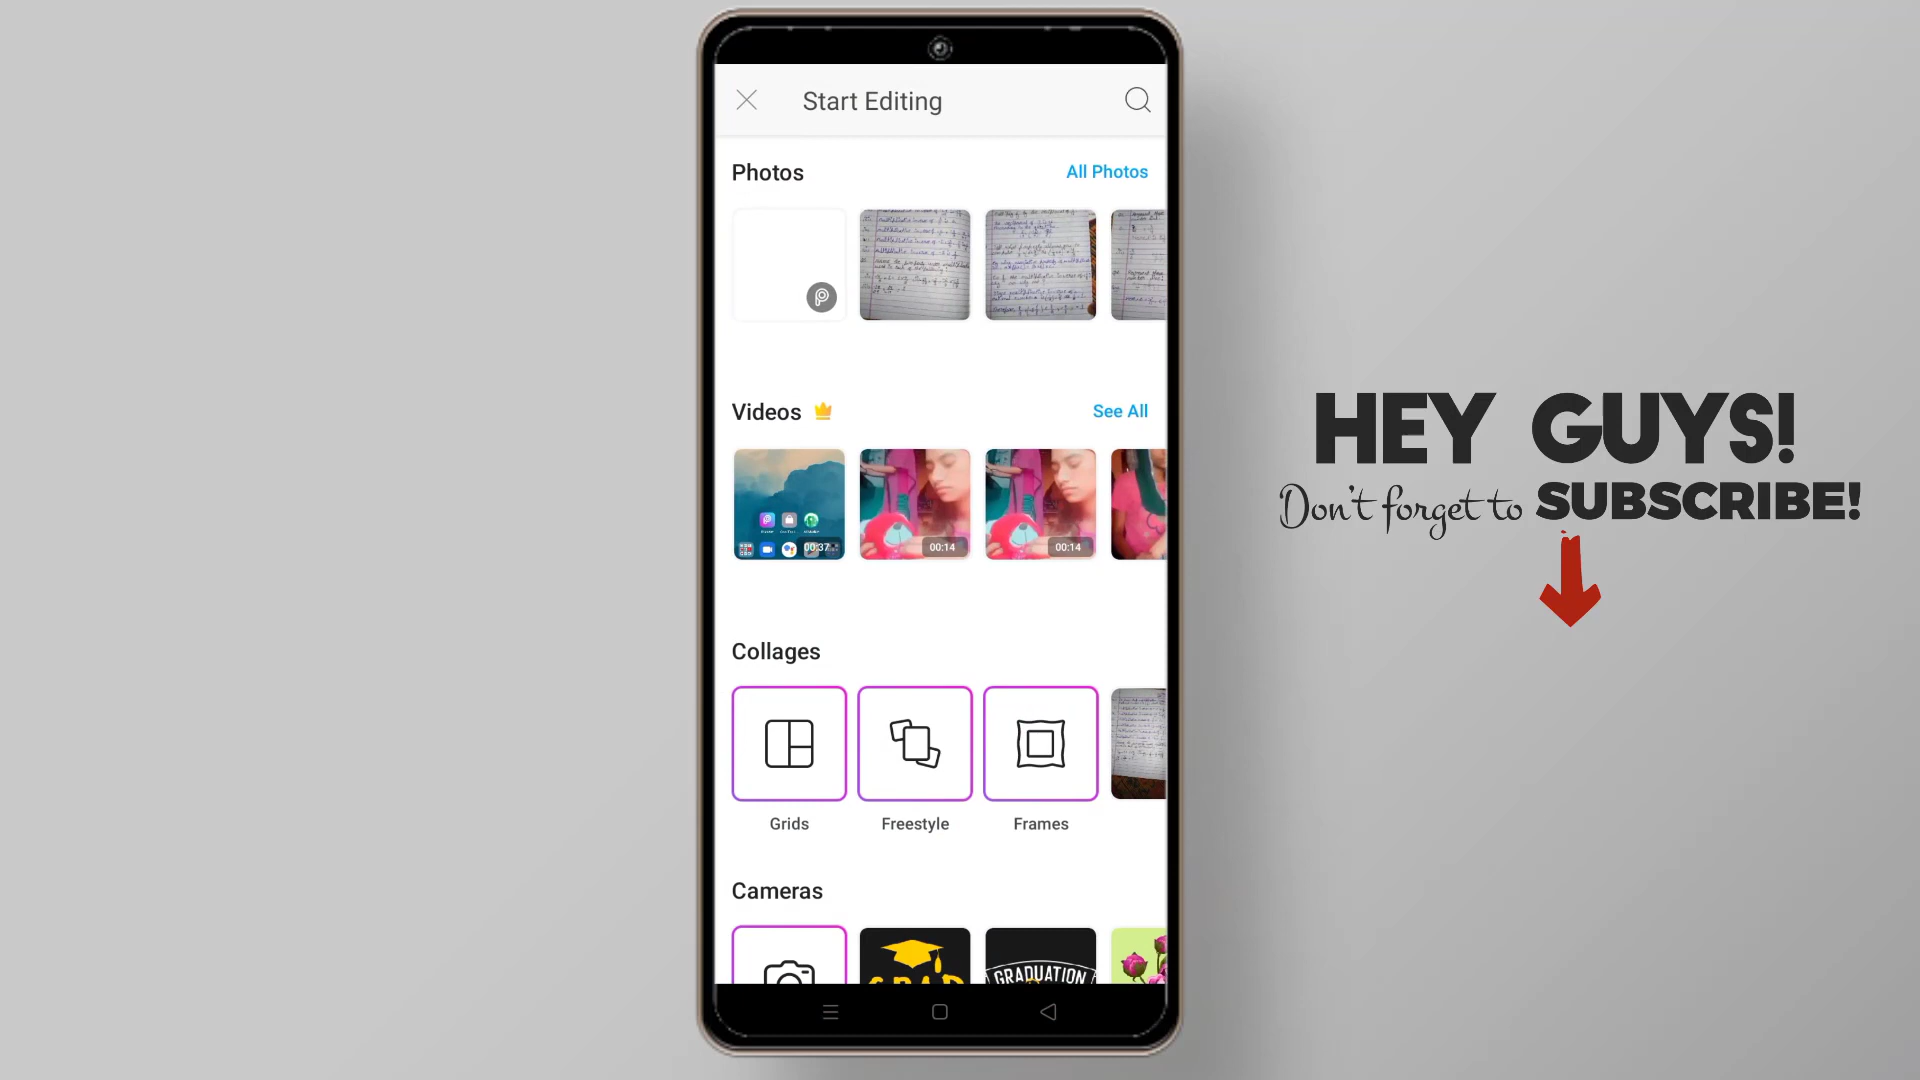 Start Editing
Photos
All Photos
Videos
See All
00:37
00:14
00:14
Collages
Grids
Freestyle
Frames
Cameras
GRAD
GRADUATION
HEY GUYS!
Don't forget to SUBSCRIBE!